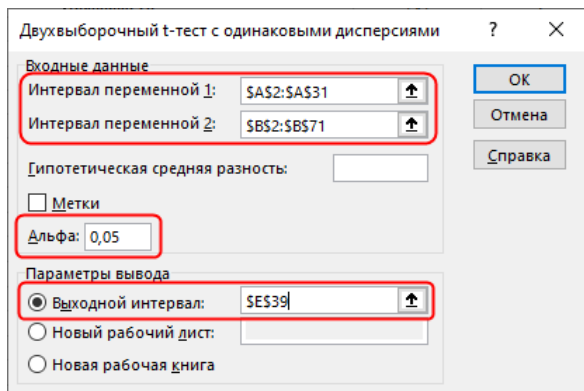 Двухвыборочный t-тест с одинаковыми дисперсиями ? ×
Входные данные
Интервал переменной 1: $A$2:$A$31
Интервал переменной 2: $B$2:$B$71
Гипотетическая средняя разность:
Метки
Альфа: 0,05
Параметры вывода
Выходной интервал: $E$39
Новый рабочий лист:
Новая рабочая книга
ОК
Отмена
Справка